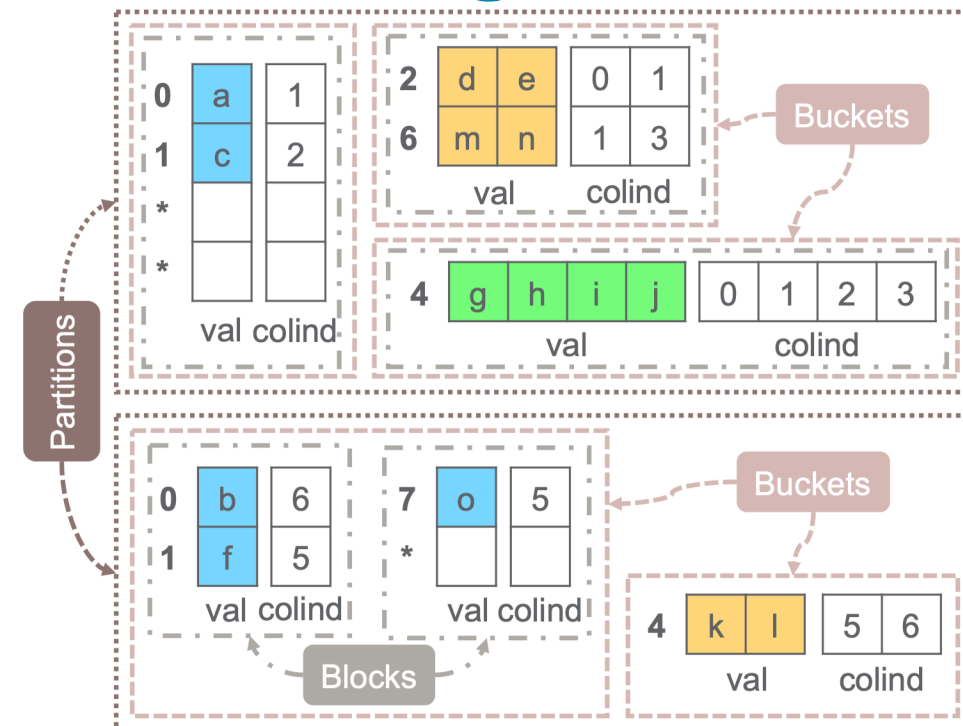 0 a 1
1 c 2
*
*
val colind
2 d e 0 1
6 m n 1 3
val colind
Buckets
4 g h i j 0 1 2 3
val colind
Partitions
0 b 6
1 f 5
val colind
7 o 5
*
val colind
Blocks
Buckets
4 k l 5 6
val colind